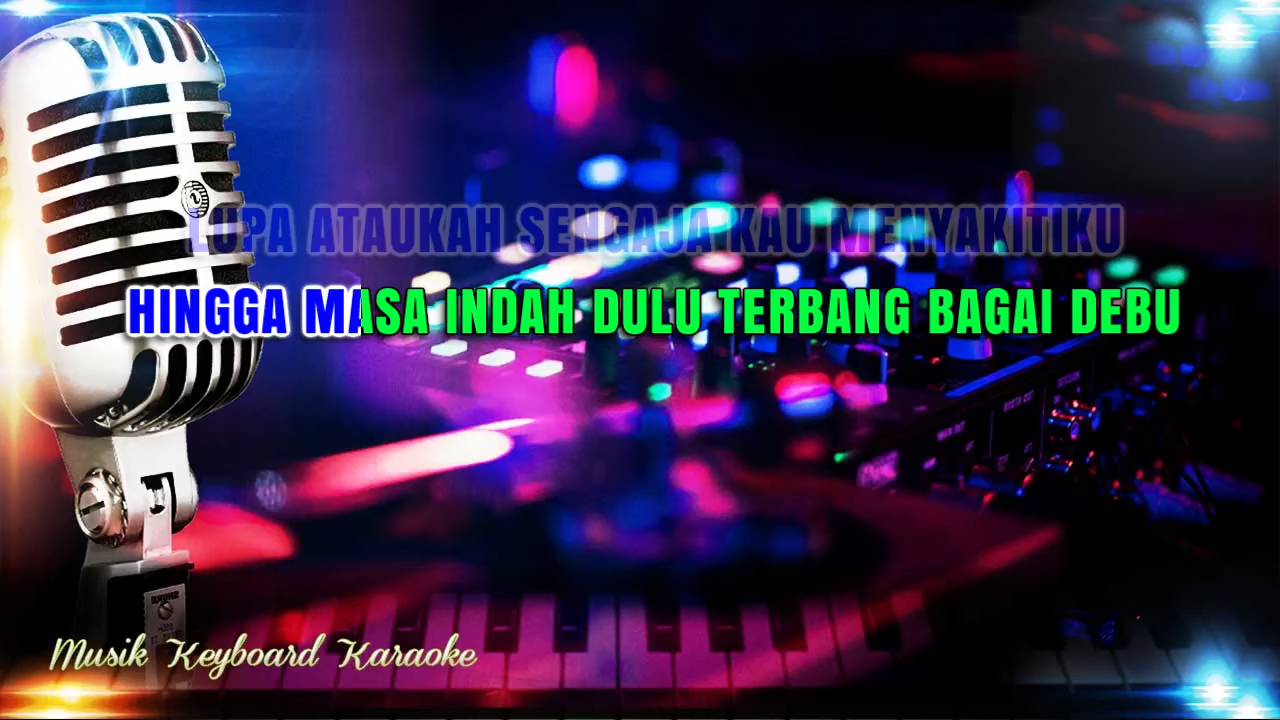 LUPA ATAUKAH SENGAJA KAU MENYAKITIKU
HINGGA MASA INDAH DULU TERBANG BAGAI DEBU
Musik Keyboard Karaoke